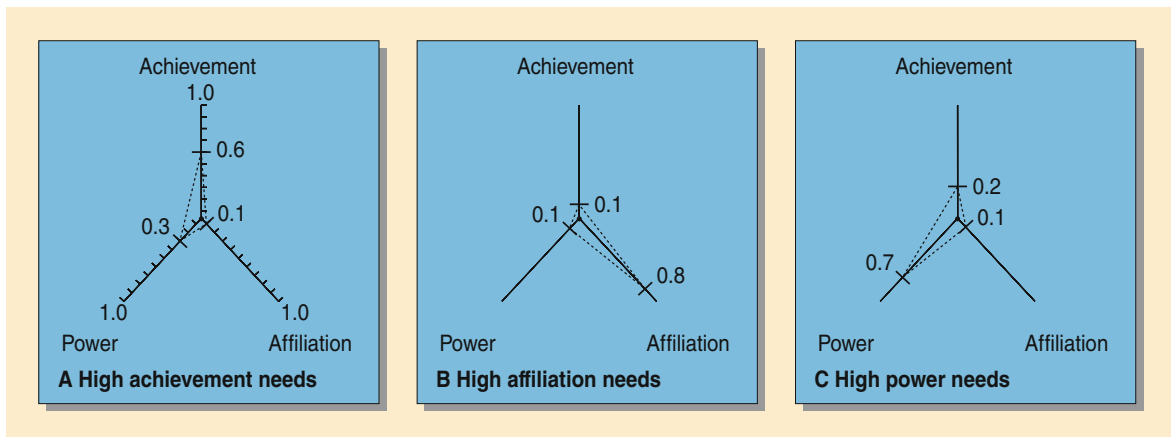 Achievement
1.0
0.6
0.3
0.1
1.0
1.0
Power
Affiliation
A High achievement needs
Achievement
0.1
0.1
0.8
Power
Affiliation
B High affiliation needs
Achievement
0.2
0.1
0.7
Power
Affiliation
C High power needs